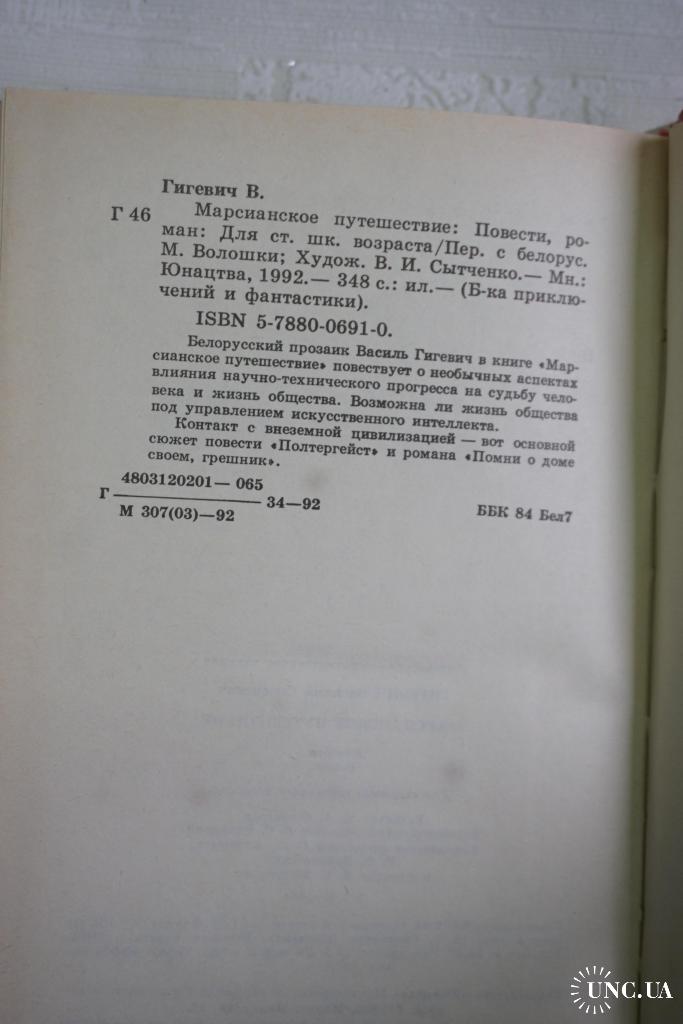 Гигевич В.
Г 46 Марсианское путешествие: Повести, ро-
ман: Для ст. шк. возраста/Пер. с белорус.
М. Волошки; Худож. В. И. Сытченко.— Мн.:
Юнацтва, 1992.— 348 с.: ил.— (Б-ка приклю-
чений и фантастики).
ISBN 5-7880-0691-0.
Белорусский прозаик Василь Гигевич в книге «Мар-
сианское путешествие» повествует о необычных аспектах
влияния научно-технического прогресса на судьбу чело-
века и жизнь общества. Возможна ли жизнь общества
под управлением искусственного интеллекта.
Контакт с внеземной цивилизацией — вот основной
сюжет повести «Полтергейст» и романа «Помни о доме
своем, грешник».
4803120201— 065
Г ———— 34—92
М 307(03)—92
ББК 84 Бел7
UNC.UA